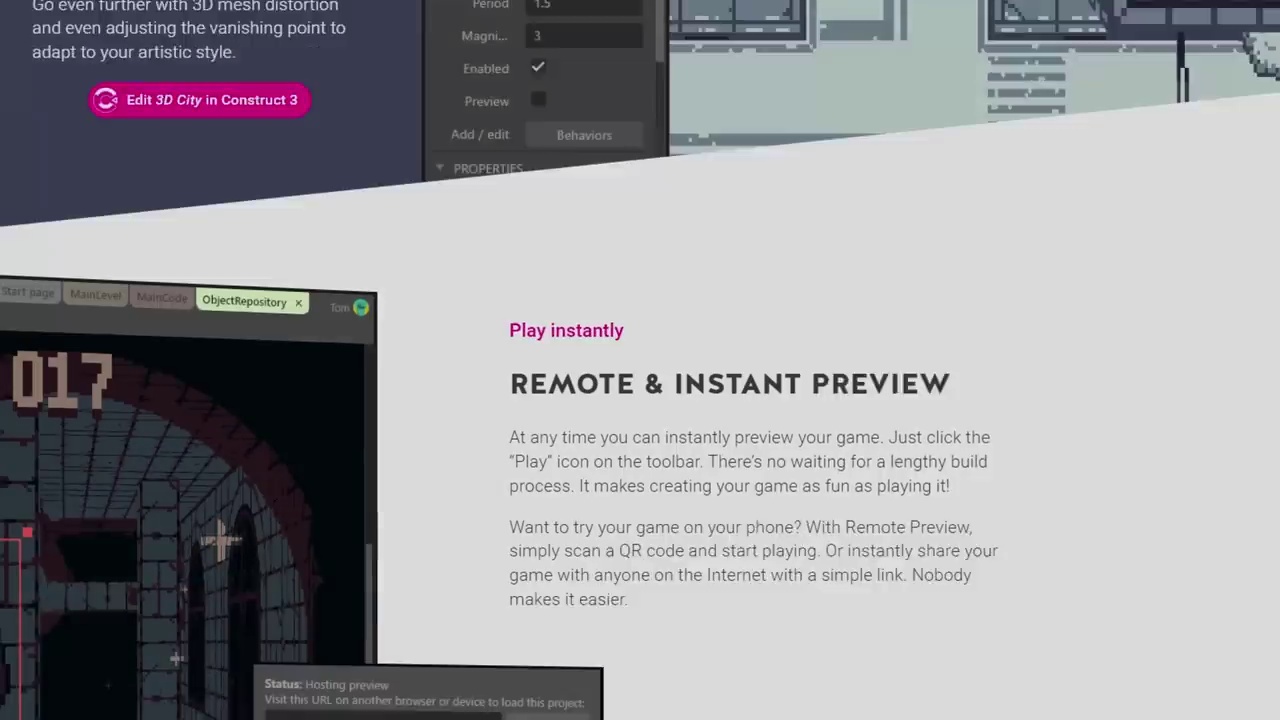 Go even further with 3D mesh distortion
and even adjusting the vanishing point to
adapt to your artistic style.
Edit 3D City in Construct 3
Period 1.5
Magni... 3
Enabled
Preview
Add / edit Behaviors
PROPERTIES
Start page MainLevel MainCode ObjectRepository × Tom
017
Play instantly
REMOTE & INSTANT PREVIEW
At any time you can instantly preview your game. Just click the
“Play” icon on the toolbar. There’s no waiting for a lengthy build
process. It makes creating your game as fun as playing it!
Want to try your game on your phone? With Remote Preview,
simply scan a QR code and start playing. Or instantly share your
game with anyone on the Internet with a simple link. Nobody
makes it easier.
Status: Hosting preview
Visit this URL on another browser or device to load this project: